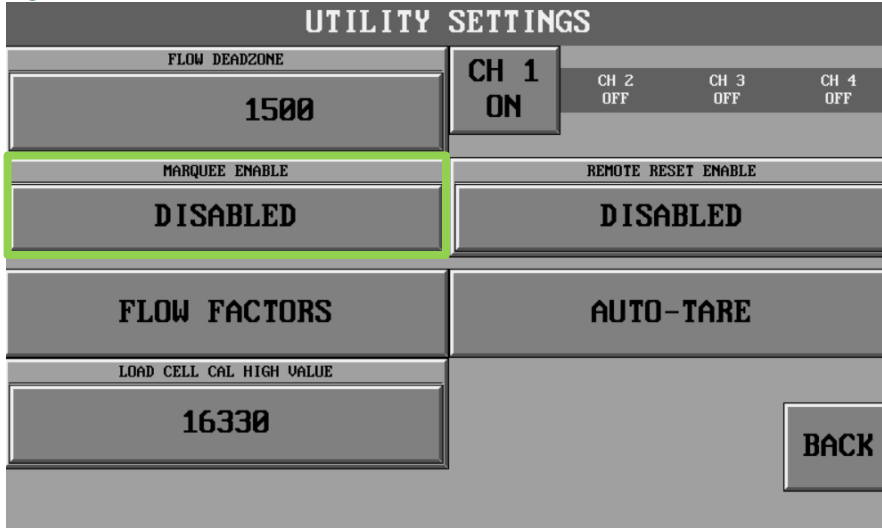 UTILITY SETTINGS
FLOW DEADZONE
1500
CH 1
ON
CH 2
OFF
CH 3
OFF
CH 4
OFF
MARQUEE ENABLE
DISABLED
REMOTE RESET ENABLE
DISABLED
FLOW FACTORS
AUTO-TARE
LOAD CELL CAL HIGH VALUE
16330
BACK